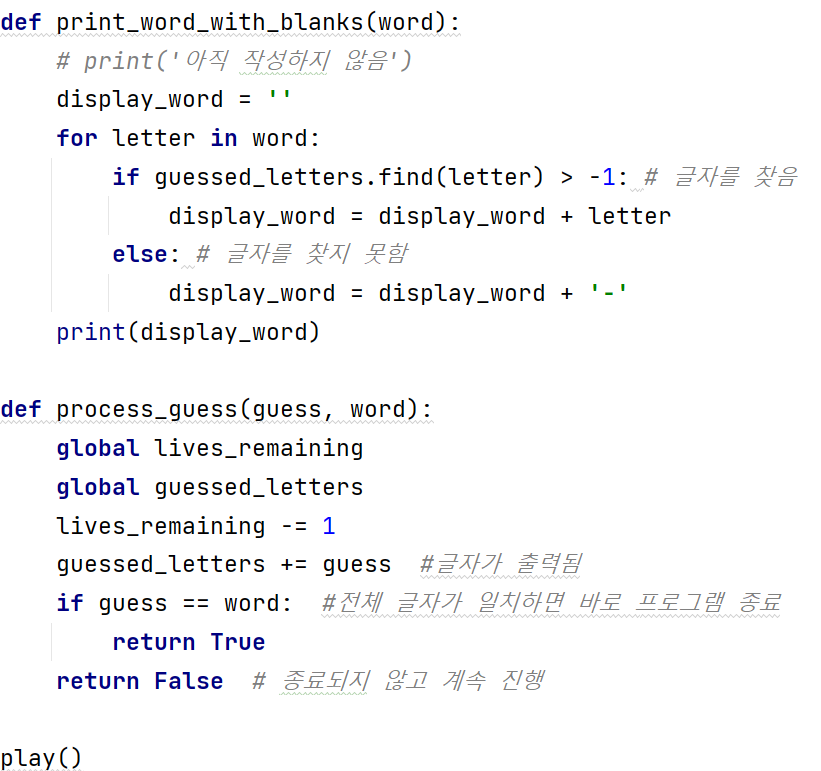 def print_word_with_blanks(word):
    # print('아직 작성하지 않음')
    display_word = ''
    for letter in word:
        if guessed_letters.find(letter) > -1: # 글자를 찾음
            display_word = display_word + letter
        else: # 글자를 찾지 못함
            display_word = display_word + '-'
    print(display_word)

def process_guess(guess, word):
    global lives_remaining
    global guessed_letters
    lives_remaining -= 1
    guessed_letters += guess  #글자가 출력됨
    if guess == word:  #전체 글자가 일치하면 바로 프로그램 종료
        return True
    return False  # 종료되지 않고 계속 진행

play()